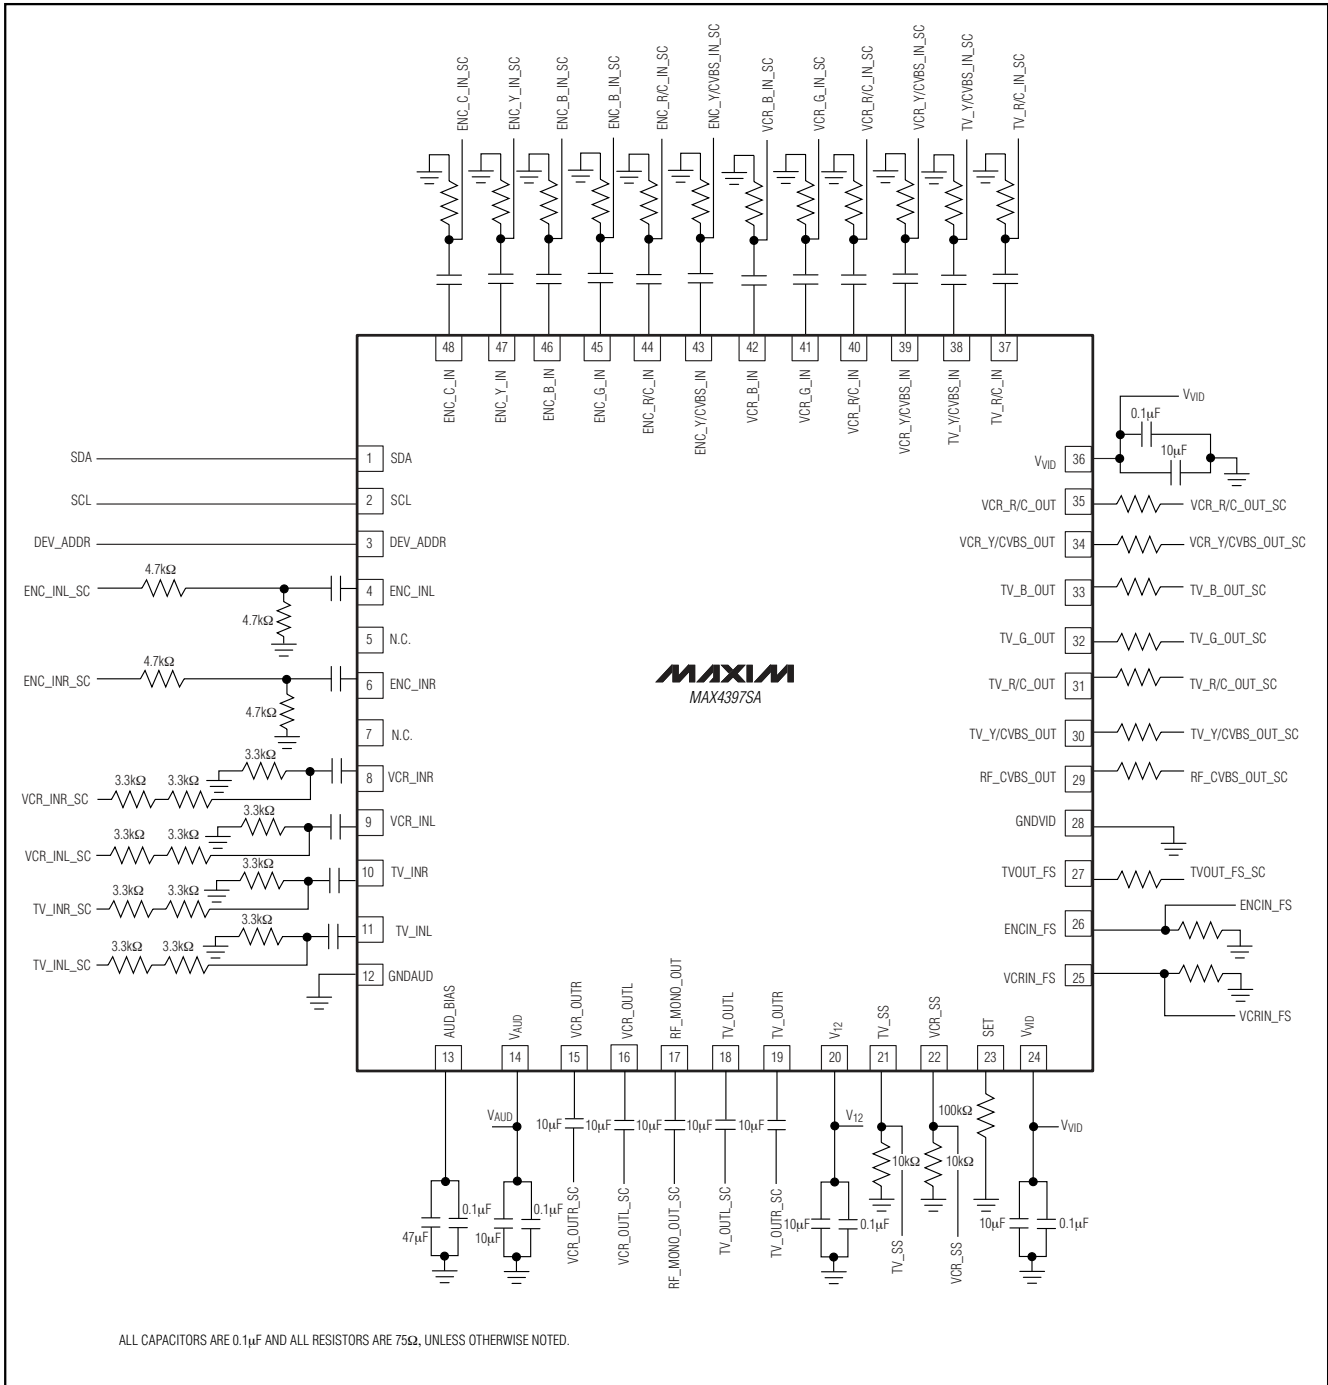 ENC_C_IN_SC
ENC_Y_IN_SC
ENC_B_IN_SC
ENC_B_IN_SC
ENC_R/C_IN_SC
ENC_Y/CVBS_IN_SC
VCR_B_IN_SC
VCR_G_IN_SC
VCR_R/C_IN_SC
VCR_Y/CVBS_IN_SC
TV_Y/CVBS_IN_SC
TV_R/C_IN_SC
48
47
46
45
44
43
42
41
40
39
38
37
ENC_C_IN
ENC_Y_IN
ENC_B_IN
ENC_G_IN
ENC_R/C_IN
ENC_Y/CVBS_IN
VCR_B_IN
VCR_G_IN
VCR_R/C_IN
VCR_Y/CVBS_IN
TV_Y/CVBS_IN
TV_R/C_IN
SDA
1
SDA
SCL
2
SCL
DEV_ADDR
3
DEV_ADDR
ENC_INL_SC
4.7kΩ
4.7kΩ
4
ENC_INL
5
N.C.
ENC_INR_SC
4.7kΩ
4.7kΩ
6
ENC_INR
7
N.C.
3.3kΩ
8
VCR_INR
VCR_INR_SC
3.3kΩ
3.3kΩ
3.3kΩ
9
VCR_INL
VCR_INL_SC
3.3kΩ
3.3kΩ
3.3kΩ
10
TV_INR
TV_INR_SC
3.3kΩ
3.3kΩ
3.3kΩ
11
TV_INL
TV_INL_SC
3.3kΩ
3.3kΩ
12
GNDAUD
MAXIM
MAX4397SA
VVID
0.1µF
10µF
VVID
36
VCR_R/C_OUT
35
VCR_R/C_OUT_SC
VCR_Y/CVBS_OUT
34
VCR_Y/CVBS_OUT_SC
TV_B_OUT
33
TV_B_OUT_SC
TV_G_OUT
32
TV_G_OUT_SC
TV_R/C_OUT
31
TV_R/C_OUT_SC
TV_Y/CVBS_OUT
30
TV_Y/CVBS_OUT_SC
RF_CVBS_OUT
29
RF_CVBS_OUT_SC
GNDVID
28
TVOUT_FS
27
TVOUT_FS_SC
ENCIN_FS
26
ENCIN_FS
VCRIN_FS
25
VCRIN_FS
AUD_BIAS
VAUD
VCR_OUTR
VCR_OUTL
RF_MONO_OUT
TV_OUTL
TV_OUTR
V12
TV_SS
VCR_SS
SET
VVID
13
14
15
16
17
18
19
20
21
22
23
24
VAUD
10µF
10µF
10µF
10µF
10µF
V12
10kΩ
10kΩ
100kΩ
VVID
47µF
0.1µF
10µF
0.1µF
VCR_OUTR_SC
VCR_OUTL_SC
RF_MONO_OUT_SC
TV_OUTL_SC
TV_OUTR_SC
10µF
0.1µF
TV_SS
VCR_SS
10µF
0.1µF
ALL CAPACITORS ARE 0.1µF AND ALL RESISTORS ARE 75Ω, UNLESS OTHERWISE NOTED.